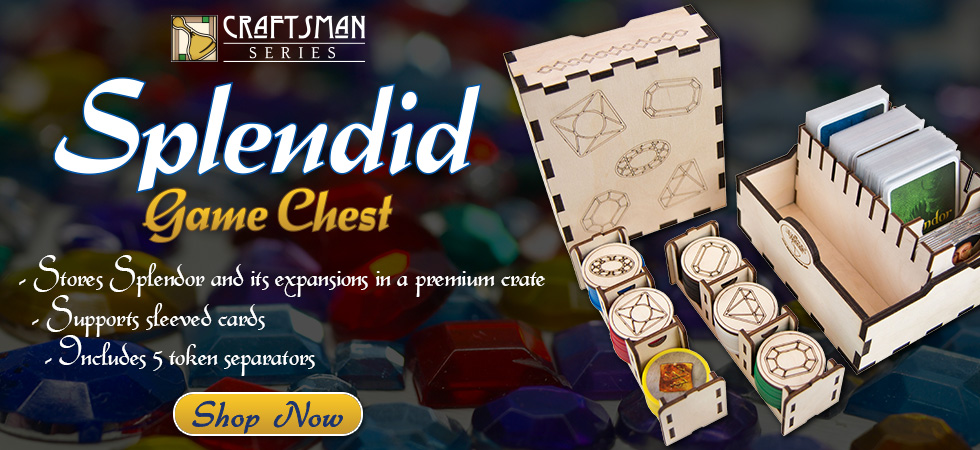 CRAFTSMAN
SERIES
Splendid
Game Chest
- Stores Splendor and its expansions in a premium crate
- Supports sleeved cards
- Includes 5 token separators
Shop Now